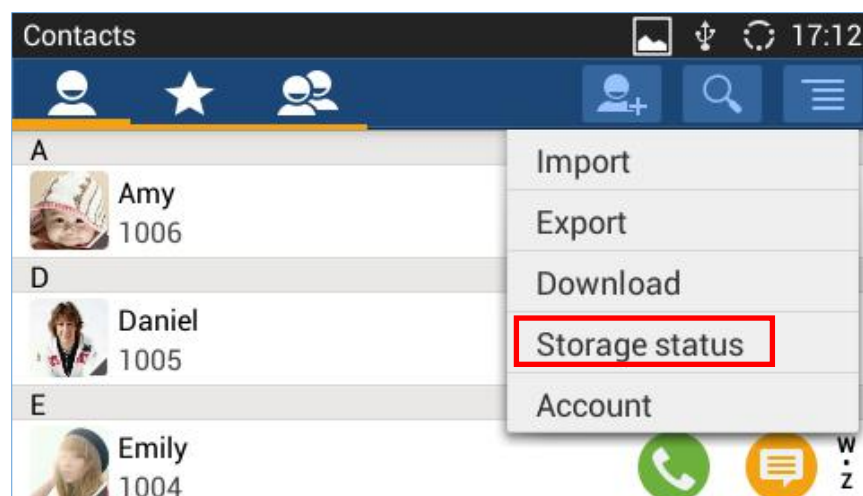 Contacts 17:12
A
Amy
1006
D
Daniel
1005
E
Emily
1004
Import
Export
Download
Storage status
Account
W
.
Z